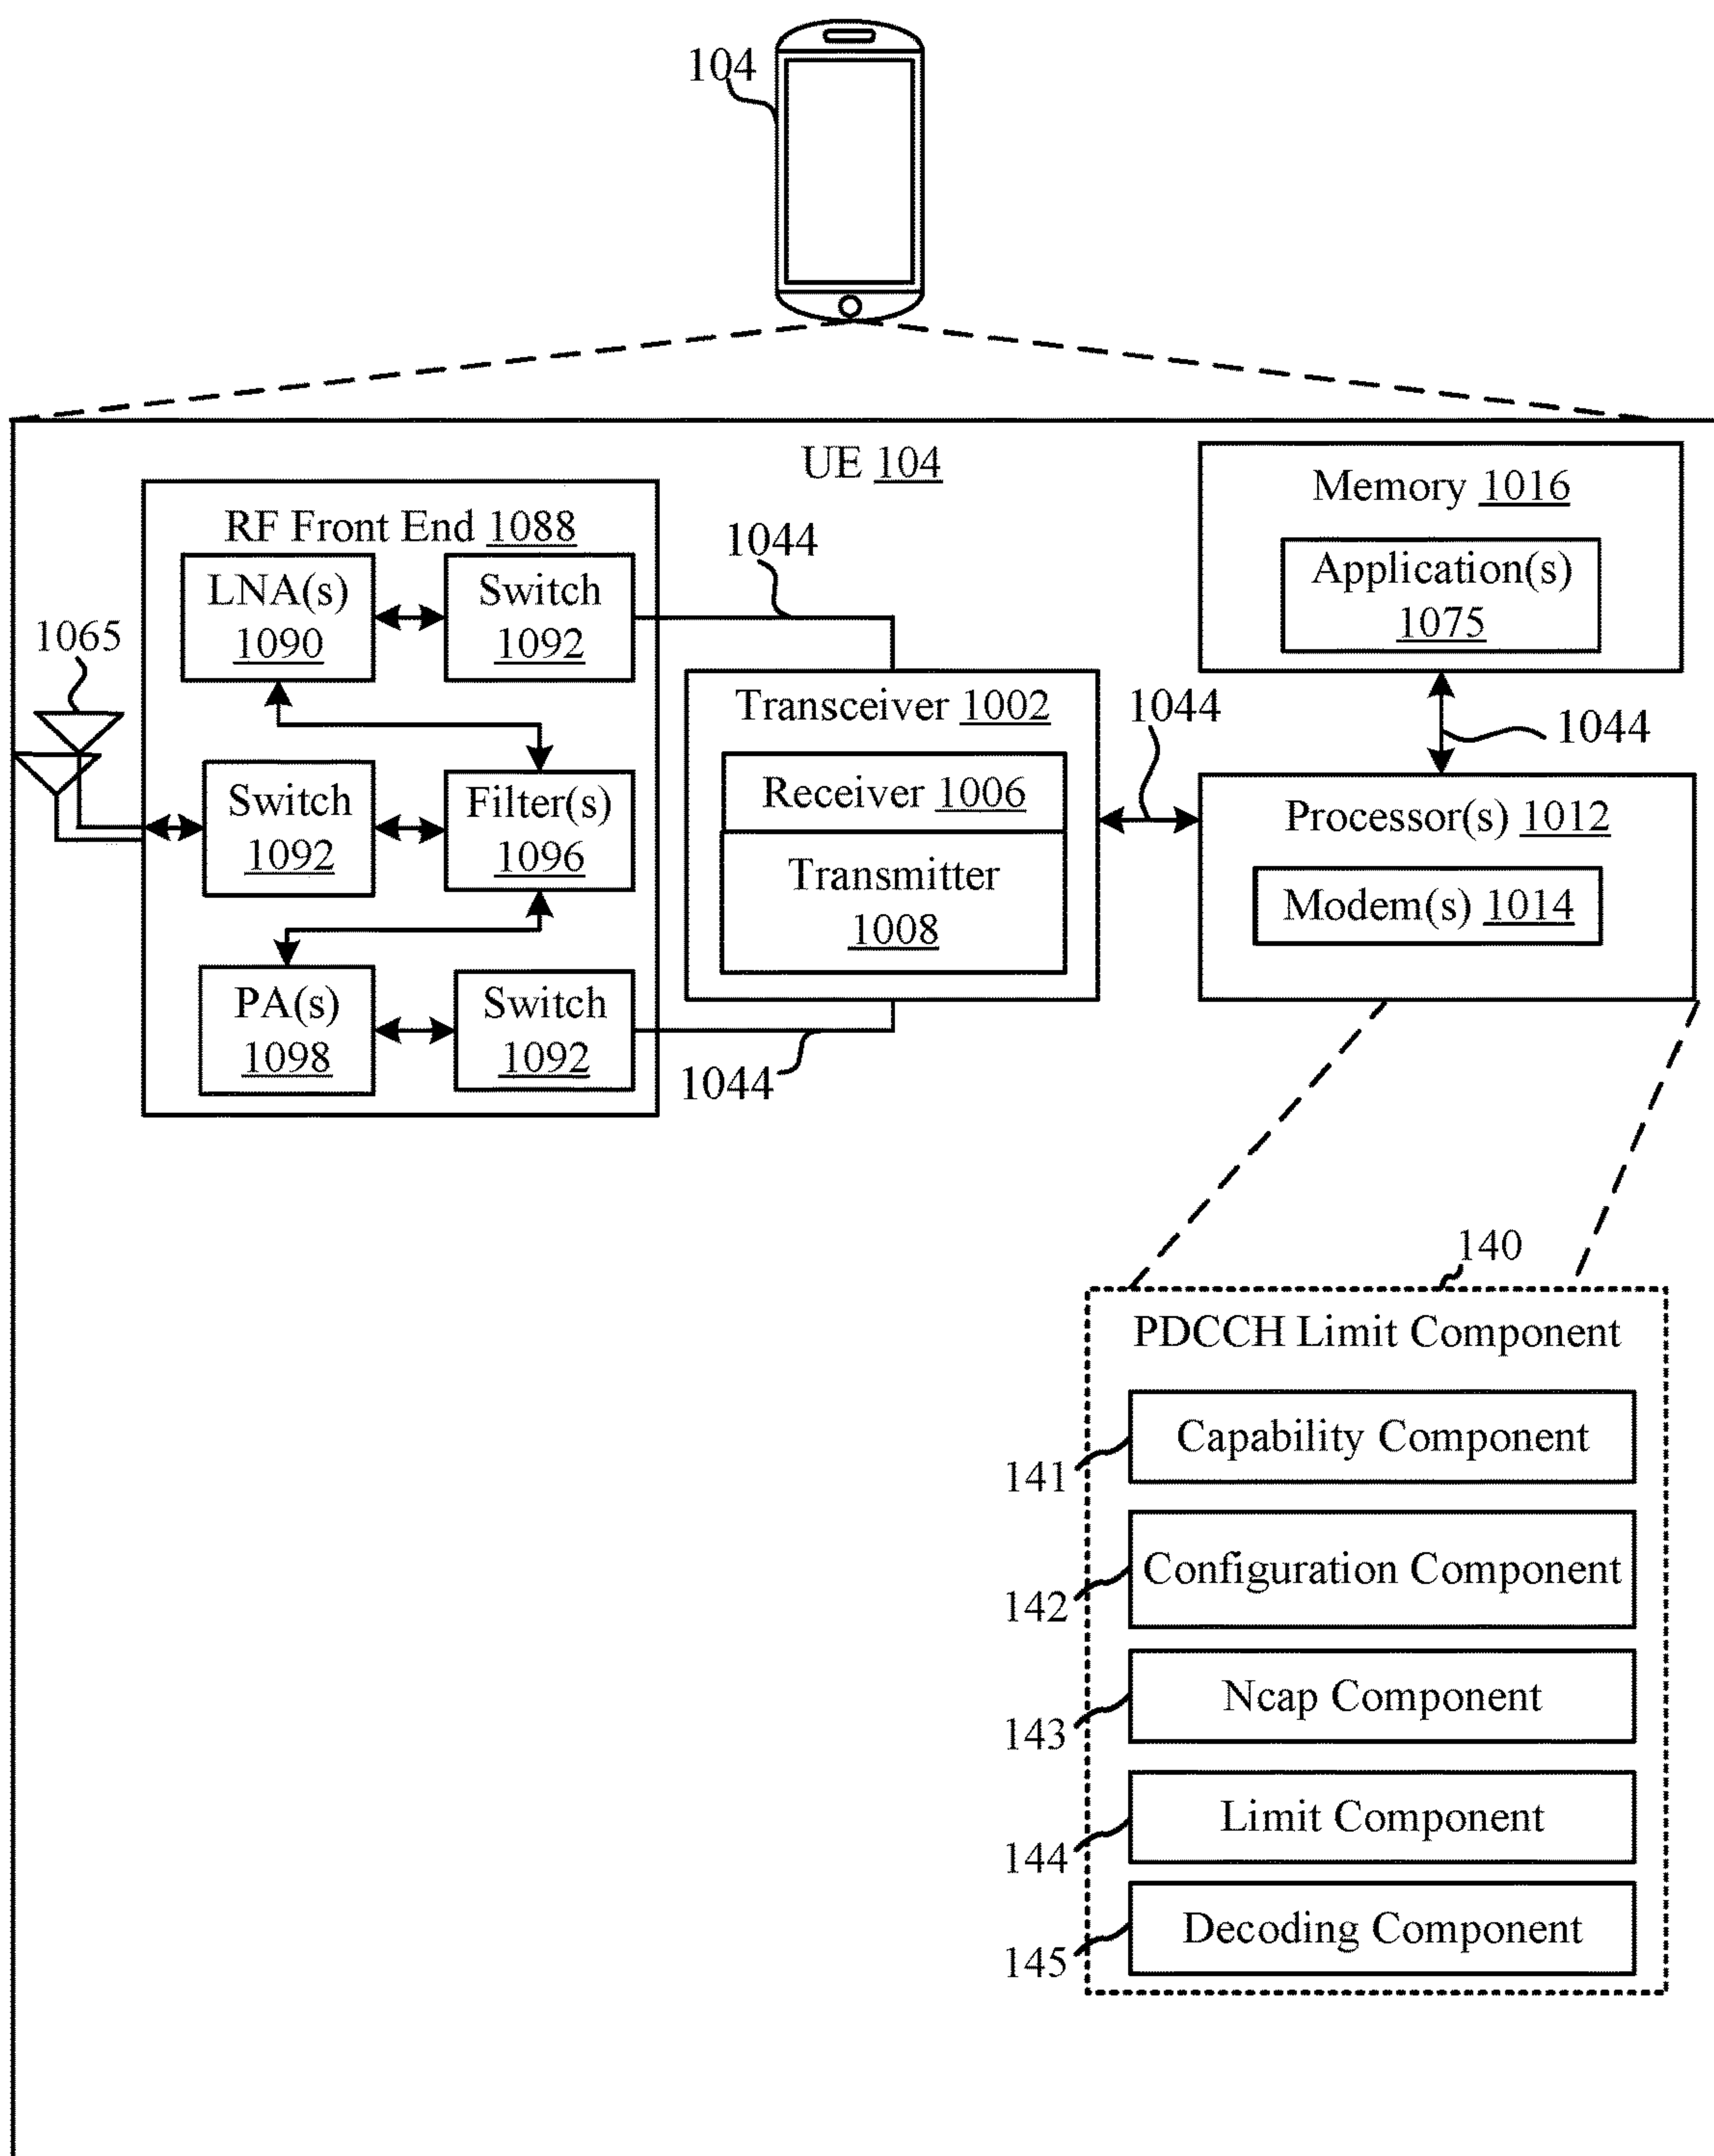 104
UE 104
RF Front End 1088
LNA(s)
1090
Switch
1092
1044
1065
Switch
1092
Filter(s)
1096
PA(s)
1098
Switch
1092
1044
Transceiver 1002
Receiver 1006
Transmitter
1008
1044
Memory 1016
Application(s)
1075
1044
Processor(s) 1012
Modem(s) 1014
140
PDCCH Limit Component
Capability Component
141
Configuration Component
142
Ncap Component
143
Limit Component
144
Decoding Component
145